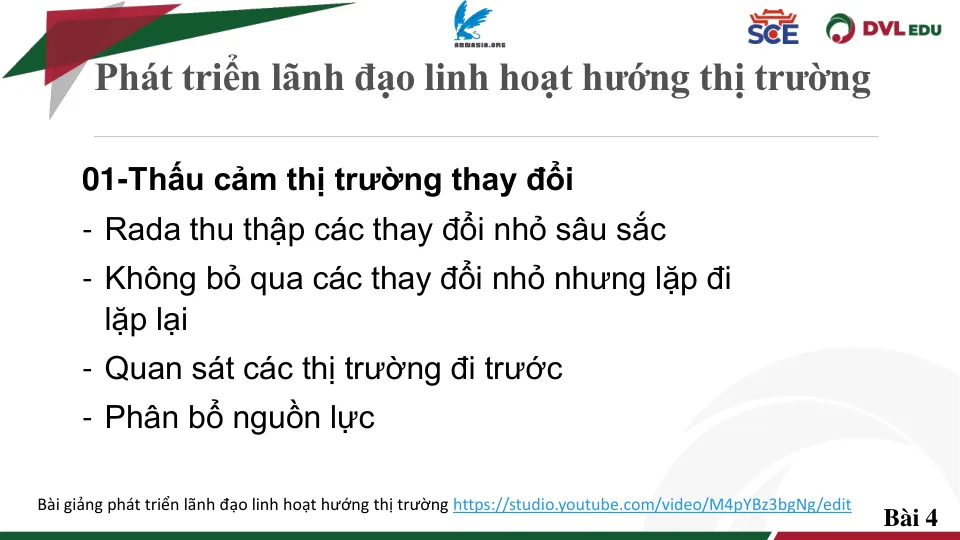 ARMASIA.ORG
SCE
DVL EDU
Phát triển lãnh đạo linh hoạt hướng thị trường
01-Thấu cảm thị trường thay đổi
- Rada thu thập các thay đổi nhỏ sâu sắc
- Không bỏ qua các thay đổi nhỏ nhưng lặp đi
lặp lại
- Quan sát các thị trường đi trước
- Phân bổ nguồn lực
Bài giảng phát triển lãnh đạo linh hoạt hướng thị trường https://studio.youtube.com/video/M4pYBz3bgNg/edit
Bài 4